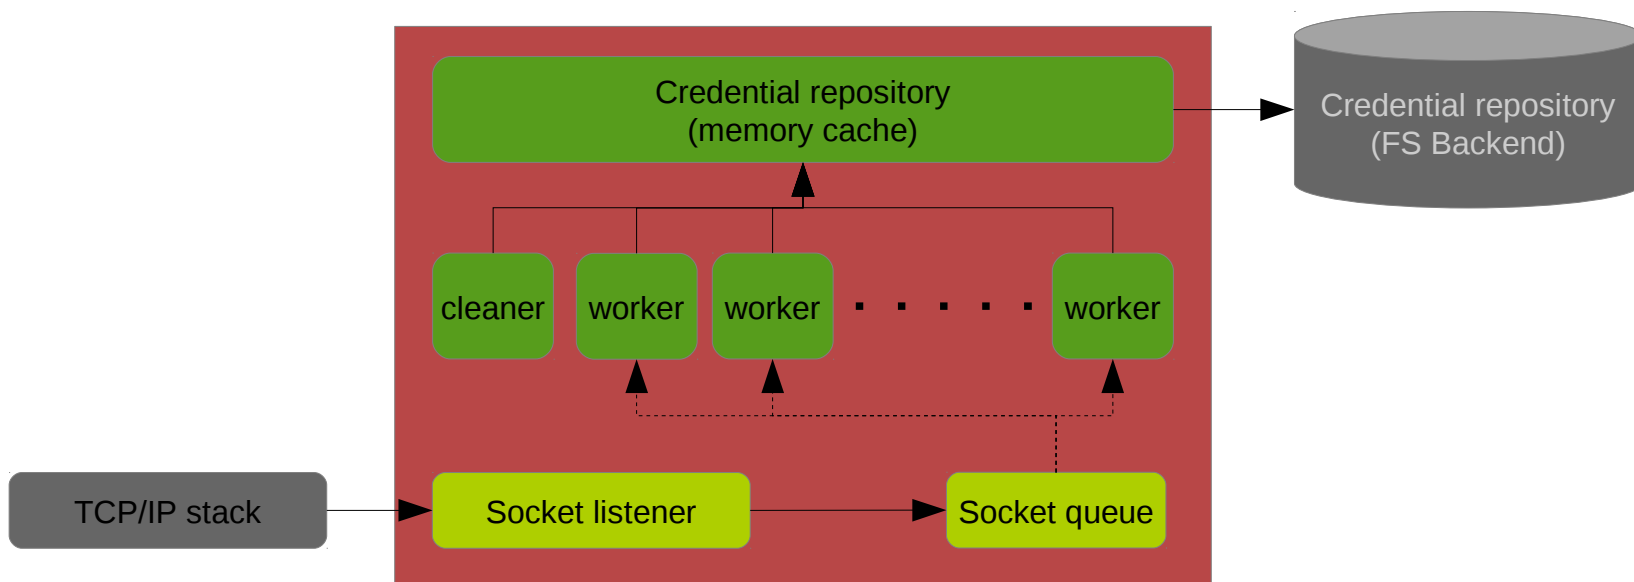 Credential repository
(memory cache)
Credential repository
(FS Backend)
cleaner
worker
worker
worker
TCP/IP stack
Socket listener
Socket queue